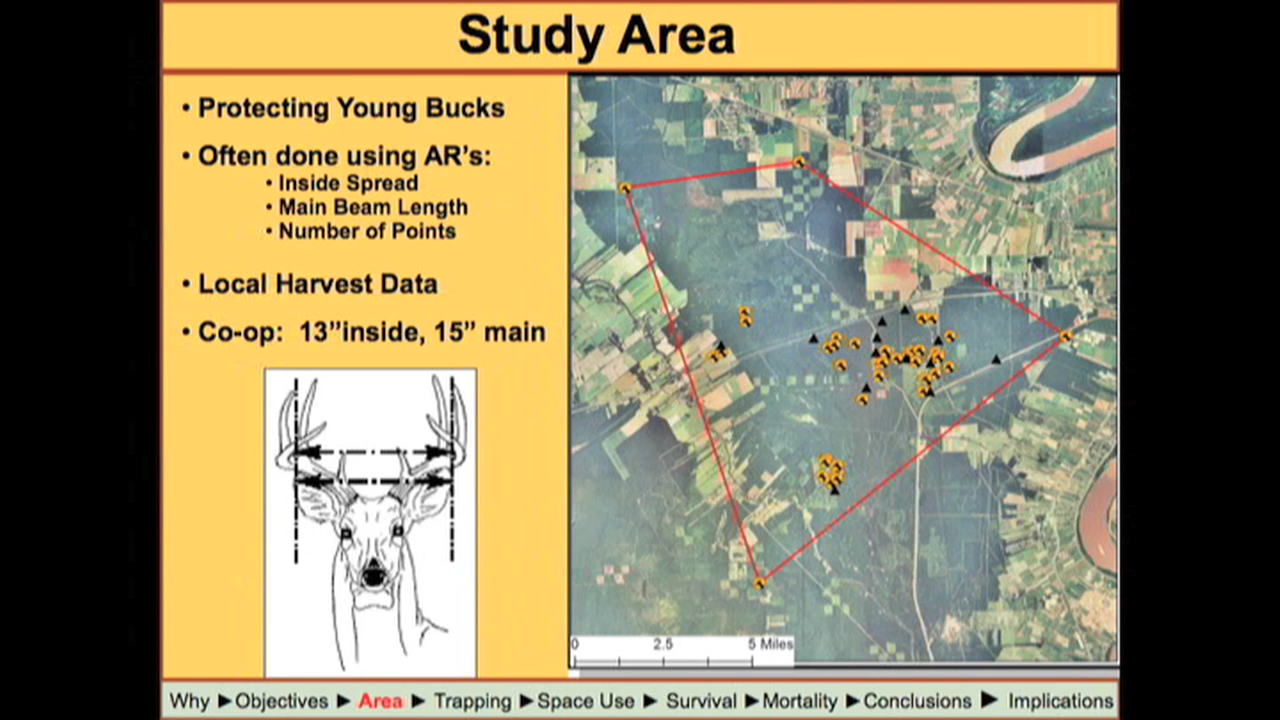 Study Area
• Protecting Young Bucks
• Often done using AR's:
• Inside Spread
• Main Beam Length
• Number of Points
• Local Harvest Data
• Co-op: 13”inside, 15” main
0 2.5 5 Miles
Why ▶Objectives ▶ Area ▶ Trapping ▶Space Use ▶ Survival ▶Mortality ▶Conclusions ▶ Implications